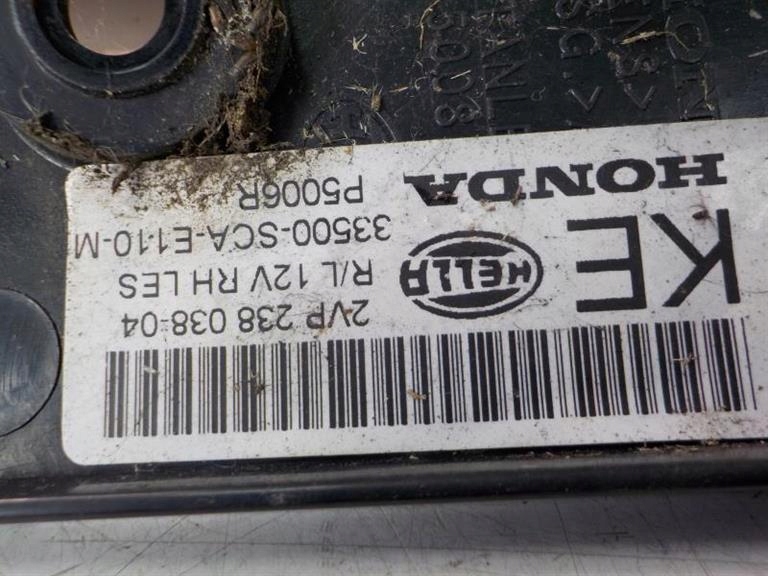 KE
HELLA
2VP 238 038-04
R/L 12V RH LES
33500-SCA-E110-M
HONDA
P5006R